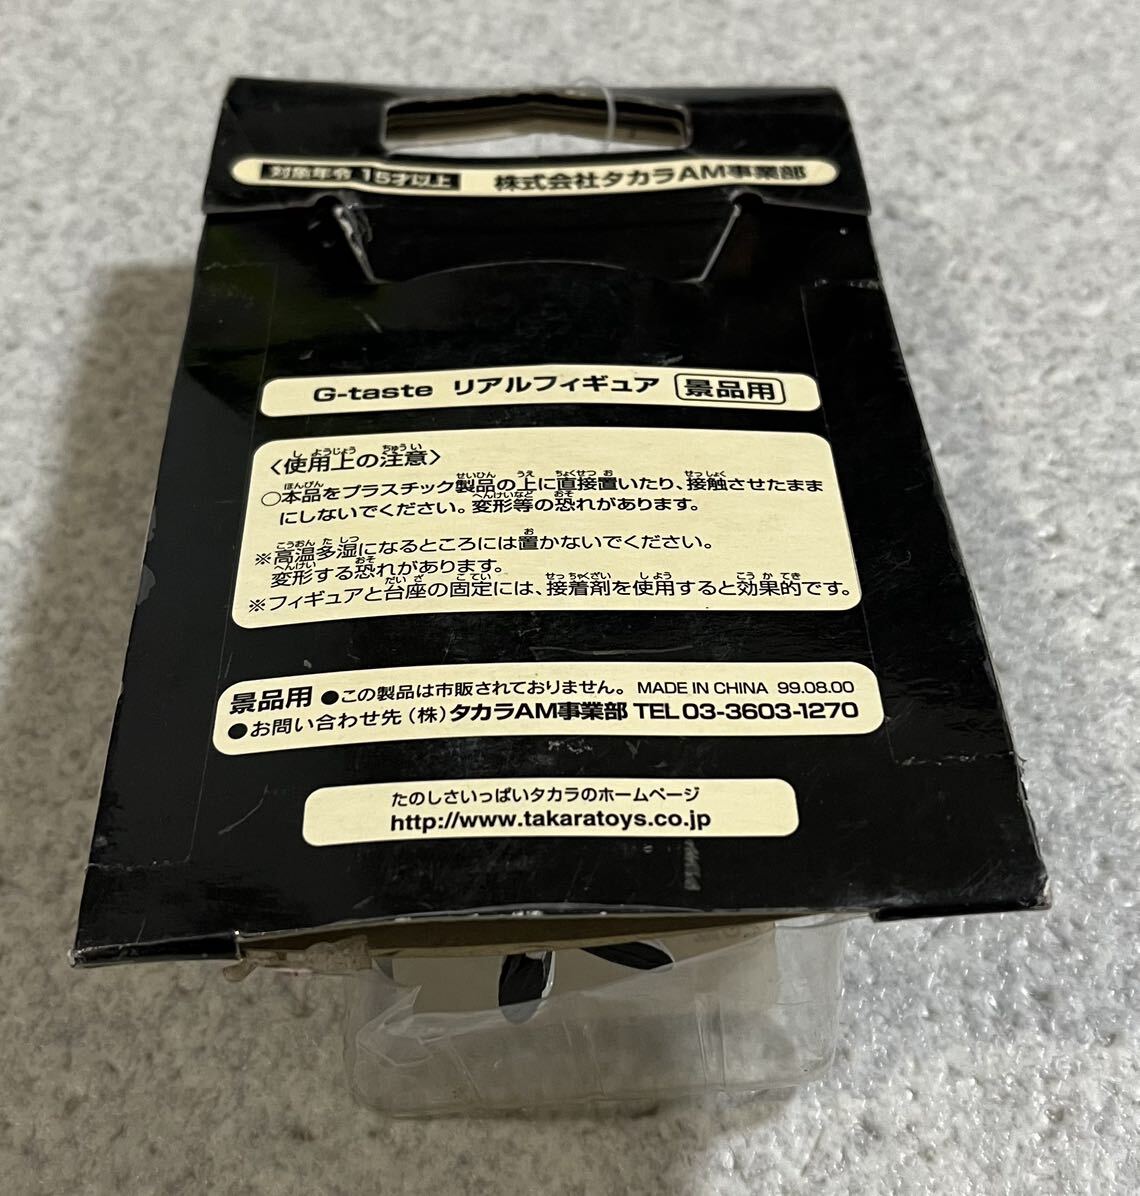 対象年令 15才以上 株式会社タカラAM事業部
G-taste リアルフィギュア 景品用
〈使用上の注意〉
○本品をプラスチック製品の上に直接置いたり、接触させたまま
にしないでください。変形等の恐れがあります。
※高温多湿になるところには置かないでください。
変形する恐れがあります。
※フィギュアと台座の固定には、接着剤を使用すると効果的です。
景品用 ●この製品は市販されておりません。 MADE IN CHINA 99.08.00
●お問い合わせ先(株)タカラAM事業部 TEL 03-3603-1270
たのしさいっぱいタカラのホームページ
http://www.takaratoys.co.jp